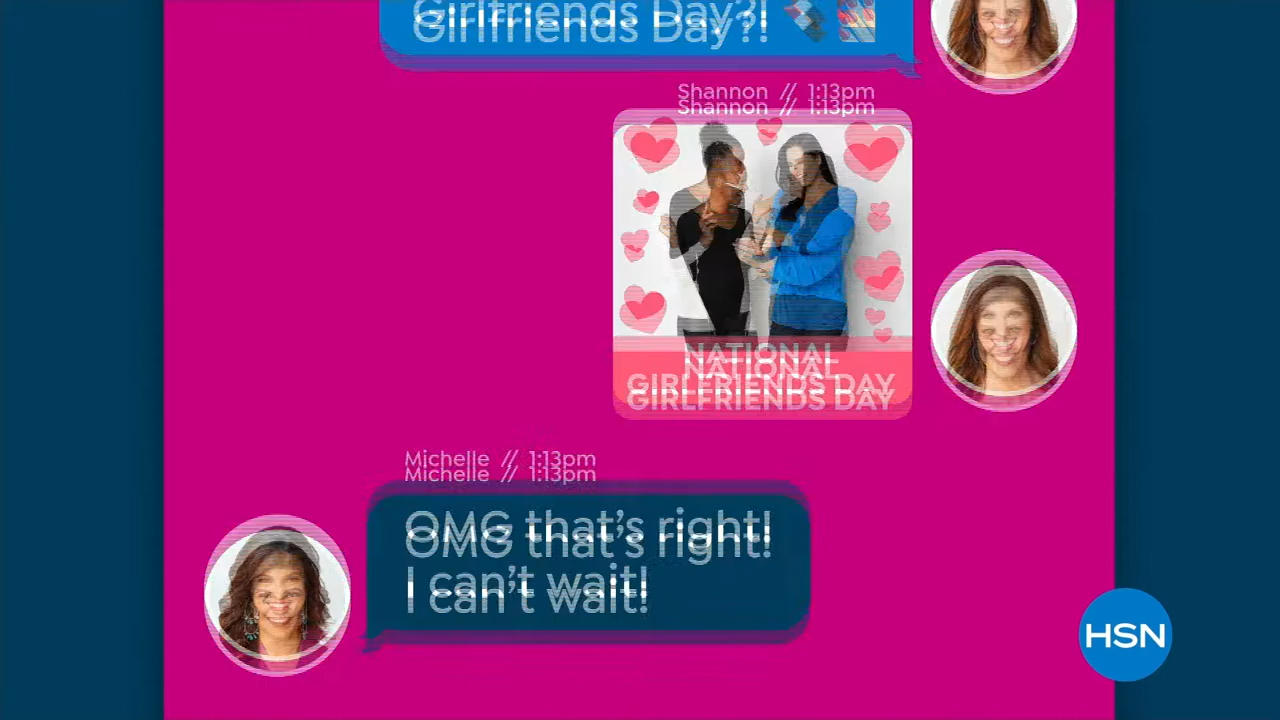 Girlfriends Day?!
Shannon // 1:13pm
NATIONAL
GIRLFRIENDS DAY
Michelle // 1:13pm
OMG that's right!
I can't wait!
HSN